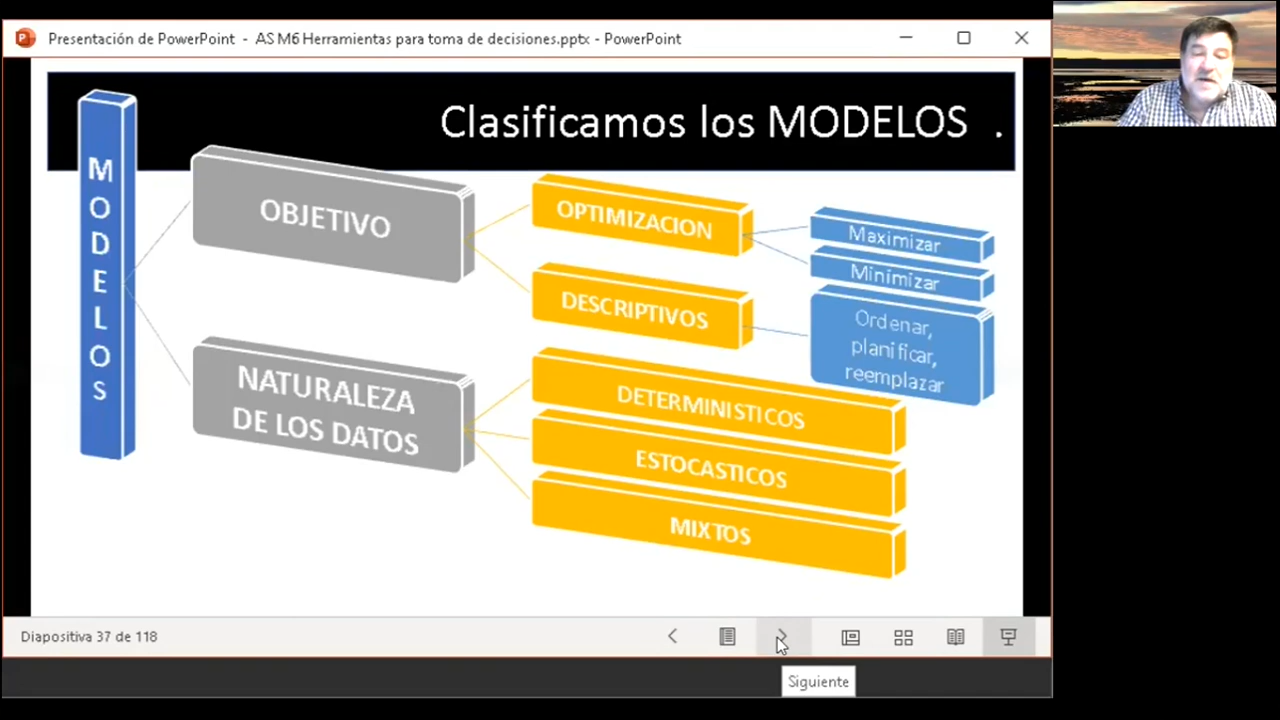 Presentación de PowerPoint - AS M6 Herramientas para toma de decisiones.pptx - PowerPoint
Clasificamos los MODELOS .
MODELOS
OBJETIVO
OPTIMIZACION
Maximizar
Minimizar
DESCRIPTIVOS
Ordenar,
planificar,
reemplazar
NATURALEZA
DE LOS DATOS
DETERMINISTICOS
ESTOCASTICOS
MIXTOS
Diapositiva 37 de 118
Siguiente